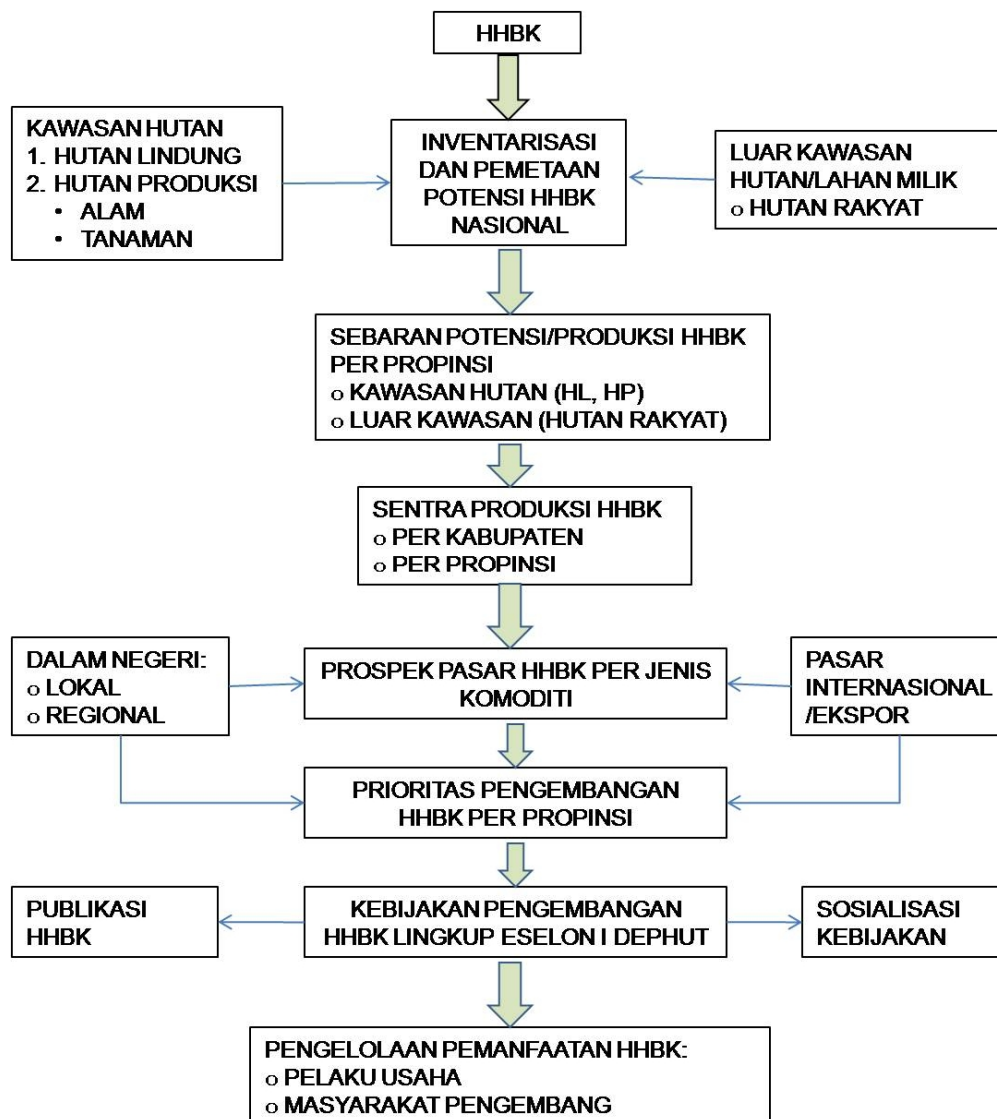 HHBK
KAWASAN HUTAN
1. HUTAN LINDUNG
2. HUTAN PRODUKSI
• ALAM
• TANAMAN
INVENTARISASI
DAN PEMETAAN
POTENSI HHBK
NASIONAL
LUAR KAWASAN
HUTAN/LAHAN MILIK
o HUTAN RAKYAT
SEBARAN POTENSI/PRODUKSI HHBK
PER PROPINSI
o KAWASAN HUTAN (HL, HP)
o LUAR KAWASAN (HUTAN RAKYAT)
SENTRA PRODUKSI HHBK
o PER KABUPATEN
o PER PROPINSI
DALAM NEGERI:
o LOKAL
o REGIONAL
PROSPEK PASAR HHBK PER JENIS
KOMODITI
PASAR
INTERNASIONAL
/EKSPOR
PRIORITAS PENGEMBANGAN
HHBK PER PROPINSI
PUBLIKASI
HHBK
KEBIJAKAN PENGEMBANGAN
HHBK LINGKUP ESELON I DEPHUT
SOSIALISASI
KEBIJAKAN
PENGELOLAAN PEMANFAATAN HHBK:
o PELAKU USAHA
o MASYARAKAT PENGEMBANG